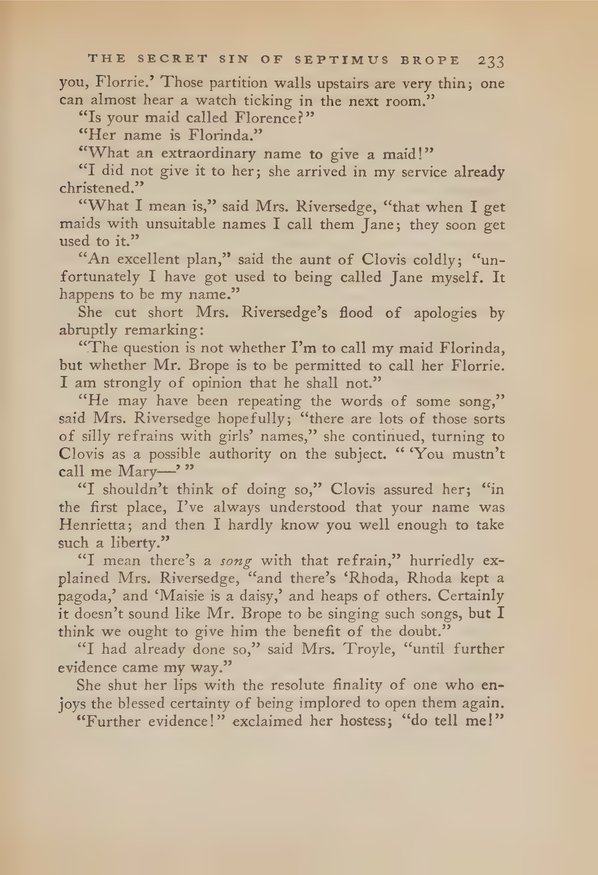 THE SECRET SIN OF SEPTIMUS BROPE 233
you, Florrie.’ Those partition walls upstairs are very thin; one
can almost hear a watch ticking in the next room.”
“Is your maid called Florence?”
“Her name is Florinda.”
“What an extraordinary name to give a maid!”
“I did not give it to her; she arrived in my service already
christened.”
“What I mean is,” said Mrs. Riversedge, “that when I get
maids with unsuitable names I call them Jane; they soon get
used to it.”
“An excellent plan,” said the aunt of Clovis coldly; “un-
fortunately I have got used to being called Jane myself. It
happens to be my name.”
She cut short Mrs. Riversedge’s flood of apologies by
abruptly remarking:
“The question is not whether I’m to call my maid Florinda,
but whether Mr. Brope is to be permitted to call her Florrie.
I am strongly of opinion that he shall not.”
“He may have been repeating the words of some song,”
said Mrs. Riversedge hopefully; “there are lots of those sorts
of silly refrains with girls’ names,” she continued, turning to
Clovis as a possible authority on the subject. “ ‘You mustn’t
call me Mary—’ ”
“I shouldn’t think of doing so,” Clovis assured her; “in
the first place, I’ve always understood that your name was
Henrietta; and then I hardly know you well enough to take
such a liberty.”
“I mean there’s a song with that refrain,” hurriedly ex-
plained Mrs. Riversedge, “and there’s ‘Rhoda, Rhoda kept a
pagoda,’ and ‘Maisie is a daisy,’ and heaps of others. Certainly
it doesn’t sound like Mr. Brope to be singing such songs, but I
think we ought to give him the benefit of the doubt.”
“I had already done so,” said Mrs. Troyle, “until further
evidence came my way.”
She shut her lips with the resolute finality of one who en-
joys the blessed certainty of being implored to open them again.
“Further evidence!” exclaimed her hostess; “do tell me!”